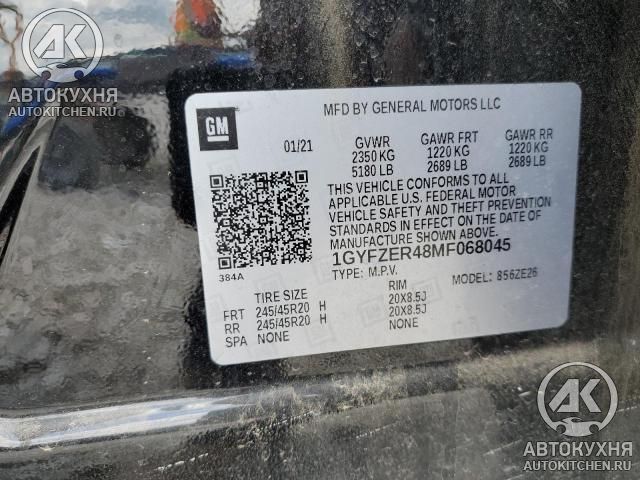 АК
АВТОКУХНЯ
AUTOKITCHEN.RU
GM
MFD BY GENERAL MOTORS LLC
01/21
GVWR GAWR FRT GAWR RR
2350 KG 1220 KG 1220 KG
5180 LB 2689 LB 2689 LB
THIS VEHICLE CONFORMS TO ALL
APPLICABLE U.S. FEDERAL MOTOR
VEHICLE SAFETY AND THEFT PREVENTION
STANDARDS IN EFFECT ON THE DATE OF
MANUFACTURE SHOWN ABOVE.
1GYFZER48MF068045
TYPE: M.P.V. MODEL: 856ZE26
384A
TIRE SIZE RIM
FRT 245/45R20 H 20X8.5J
RR 245/45R20 H 20X8.5J
SPA NONE NONE
АК
АВТОКУХНЯ
AUTOKITCHEN.RU